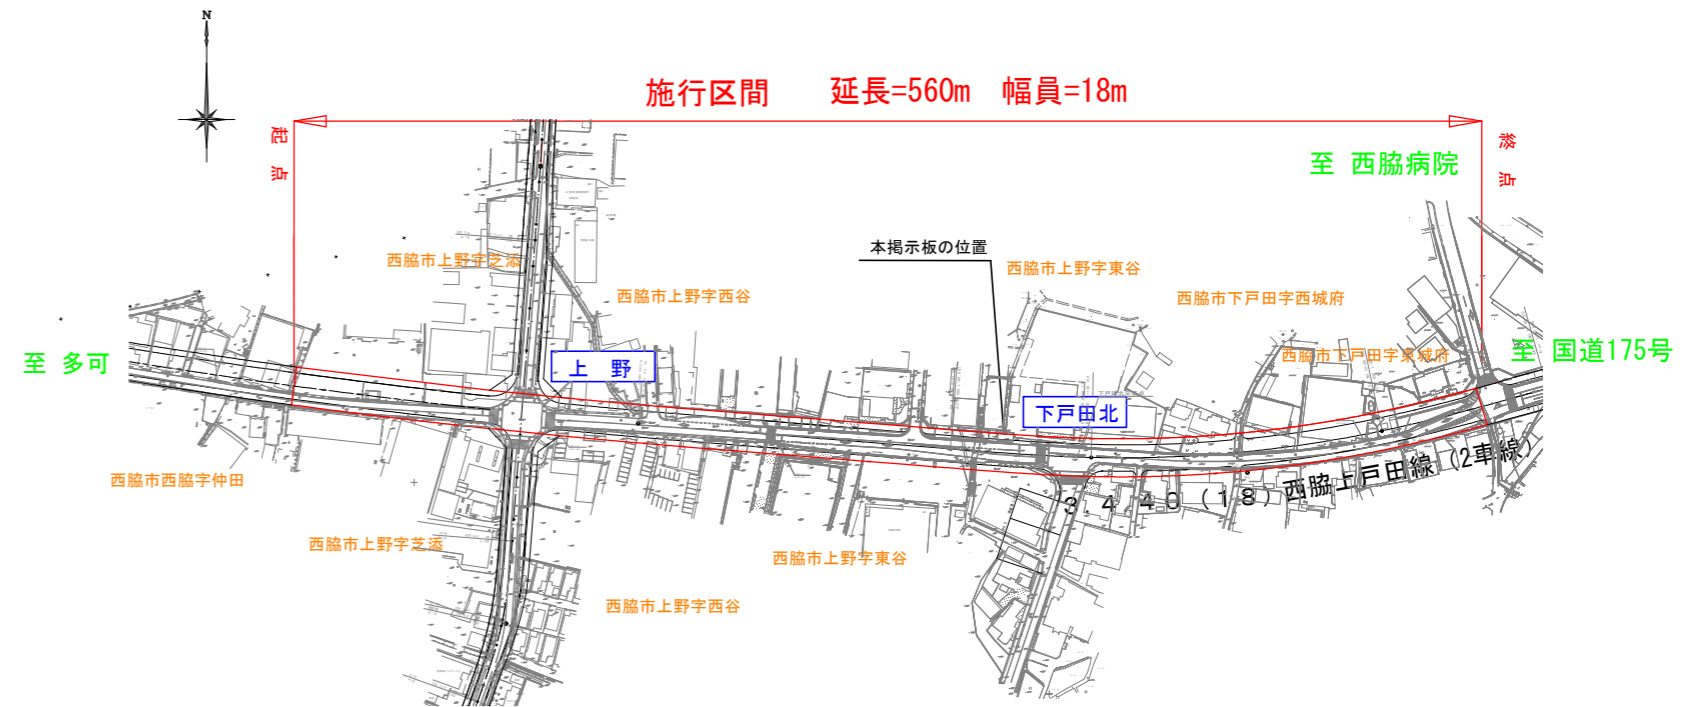 N
施行区間 延長=560m 幅員=18m
起点
終点
至 西脇病院
本掲示板の位置
西脇市上野字芝添
西脇市上野字東谷
西脇市上野字西谷
西脇市下戸田字西城府
至 多可
上 野
西脇市下戸田字東城府
至 国道175号
下戸田北
西脇市西脇字仲田
3.4.40(18)西脇上戸田線(2車線)
西脇市上野字芝添
西脇市上野字東谷
西脇市上野字西谷